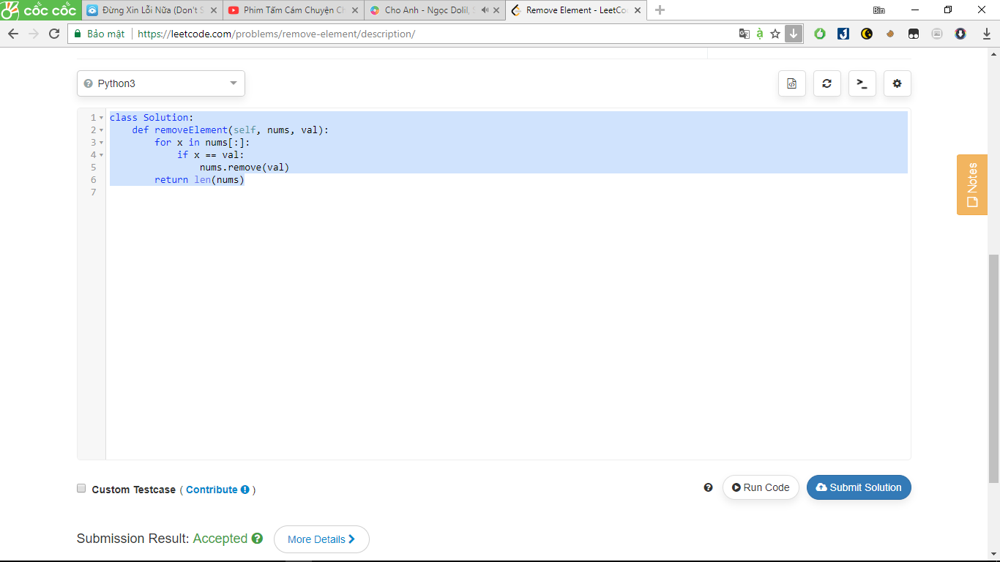 cốc cốc
Đừng Xin Lỗi Nữa (Don't S
Phim Tấm Cám Chuyện C
Cho Anh - Ngọc Dolil, S
Remove Element - LeetCo
Bin
Bảo mật
https://leetcode.com/problems/remove-element/description/
Python3
1 class Solution:
2 def removeElement(self, nums, val):
3 for x in nums[:]:
4 if x == val:
5 nums.remove(val)
6 return len(nums)
7
Notes
Custom Testcase ( Contribute )
Run Code
Submit Solution
Submission Result: Accepted
More Details